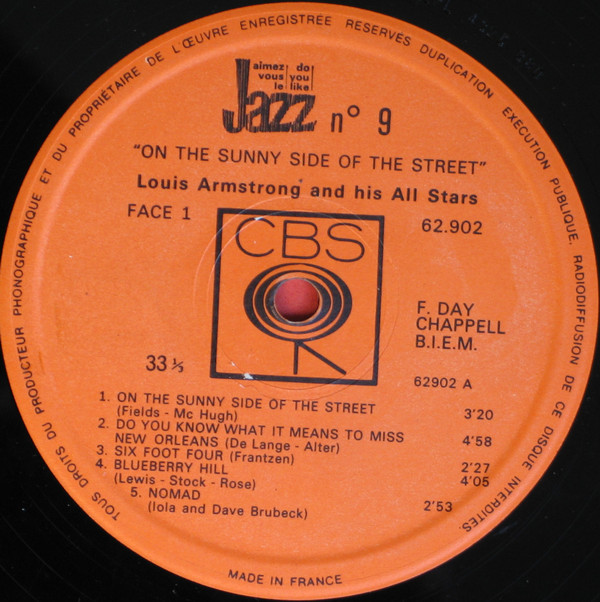 TOUS DROITS DU PRODUCTEUR PHONOGRAPHIQUE ET DU PROPRIÉTAIRE DE L'ŒUVRE ENREGISTREE RESERVES DUPLICATION EXECUTION PUBLIQUE, RADIODIFFUSION DE CE DISQUE INTERDITES.
aimez do
vous you
le like
Jazz n° 9
"ON THE SUNNY SIDE OF THE STREET"
Louis Armstrong and his All Stars
FACE 1
62.902
CBS
F. DAY
CHAPPELL
B.I.E.M.
33 ⅓
62902 A
1. ON THE SUNNY SIDE OF THE STREET
(Fields - Mc Hugh) 3'20
2. DO YOU KNOW WHAT IT MEANS TO MISS
NEW ORLEANS (De Lange - Alter) 4'58
3. SIX FOOT FOUR (Frantzen) 2'27
4. BLUEBERRY HILL 4'05
(Lewis - Stock - Rose)
5. NOMAD 2'53
(Iola and Dave Brubeck)
MADE IN FRANCE